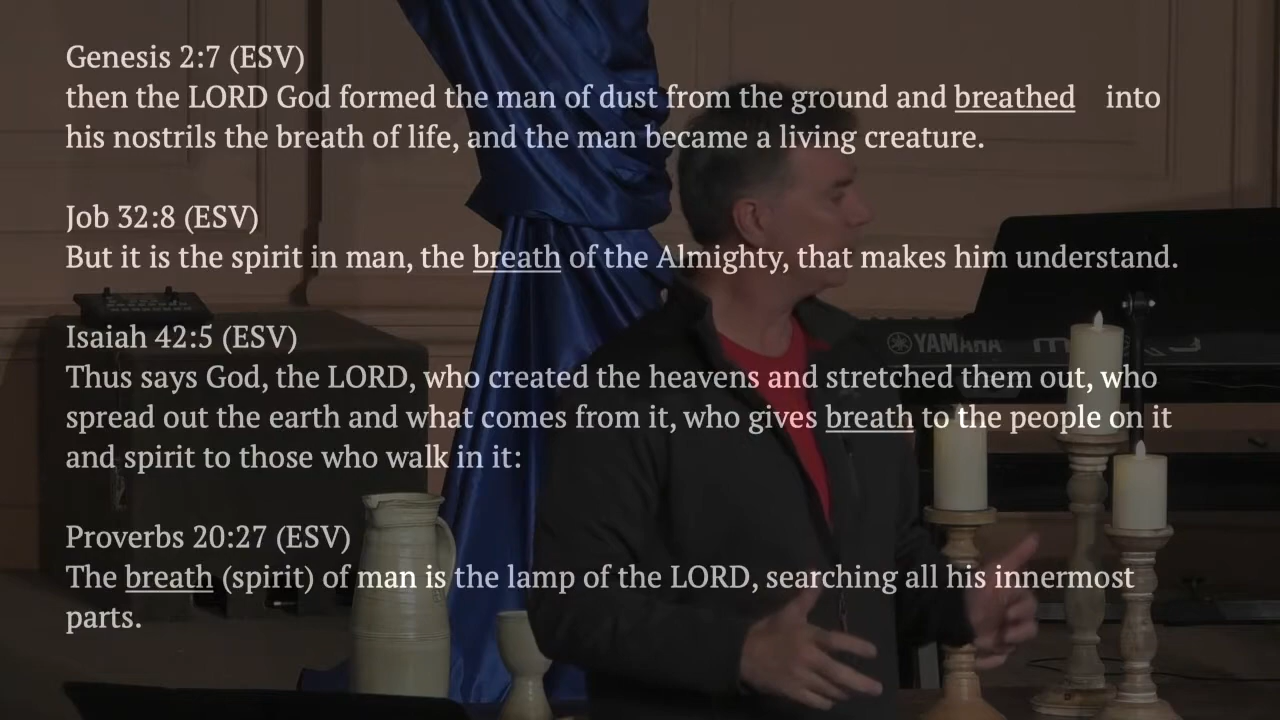 Genesis 2:7 (ESV)
then the LORD God formed the man of dust from the ground and breathed into
his nostrils the breath of life, and the man became a living creature.
Job 32:8 (ESV)
But it is the spirit in man, the breath of the Almighty, that makes him understand.
Isaiah 42:5 (ESV)
Thus says God, the LORD, who created the heavens and stretched them out, who
spread out the earth and what comes from it, who gives breath to the people on it
and spirit to those who walk in it:
Proverbs 20:27 (ESV)
The breath (spirit) of man is the lamp of the LORD, searching all his innermost
parts.
YAMAHA